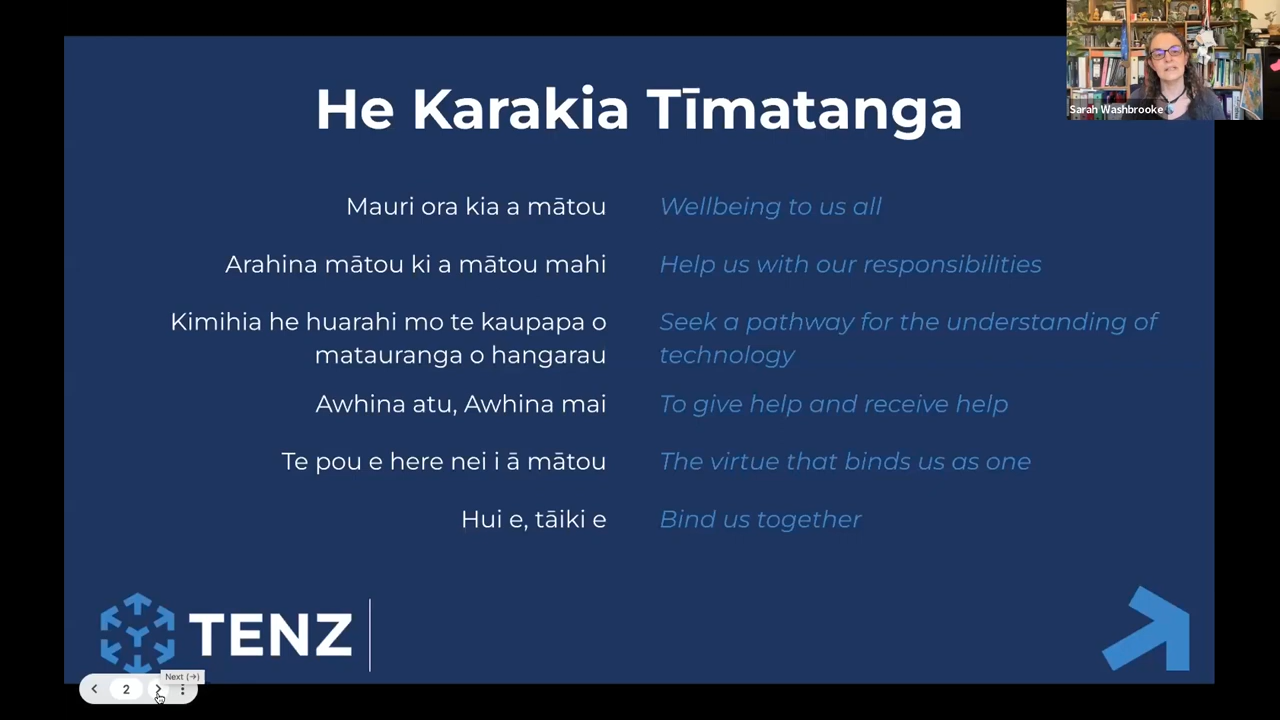 He Karakia Tīmatanga
Sarah Washbrooke
Mauri ora kia a mātou
Wellbeing to us all
Arahina mātou ki a mātou mahi
Help us with our responsibilities
Kimihia he huarahi mo te kaupapa o
matauranga o hangarau
Seek a pathway for the understanding of
technology
Awhina atu, Awhina mai
To give help and receive help
Te pou e here nei i ā mātou
The virtue that binds us as one
Hui e, tāiki e
Bind us together
TENZ
Next (→)
2